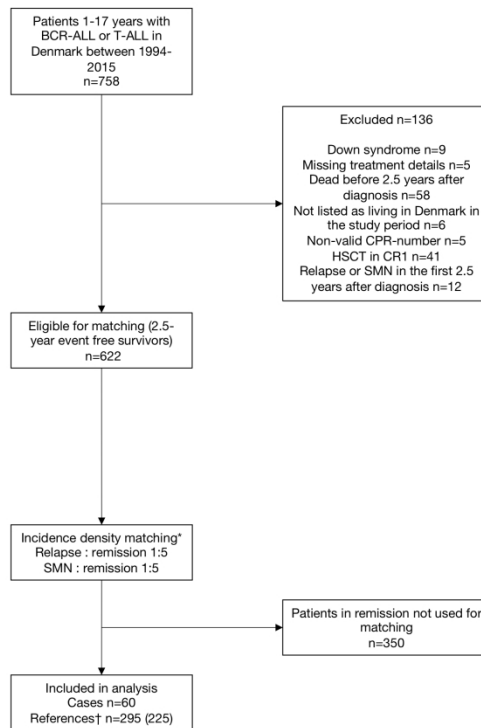 Patients 1-17 years with
BCR-ALL or T-ALL in
Denmark between 1994-
2015
n=758
Excluded n=136
Down syndrome n=9
Missing treatment details n=5
Dead before 2.5 years after
diagnosis n=58
Not listed as living in Denmark in
the study period n=6
Non-valid CPR-number n=5
HSCT in CR1 n=41
Relapse or SMN in the first 2.5
years after diagnosis n=12
Eligible for matching (2.5-
year event free survivors)
n=622
Incidence density matching*
Relapse : remission 1:5
SMN : remission 1:5
Patients in remission not used for
matching
n=350
Included in analysis
Cases n=60
References† n=295 (225)